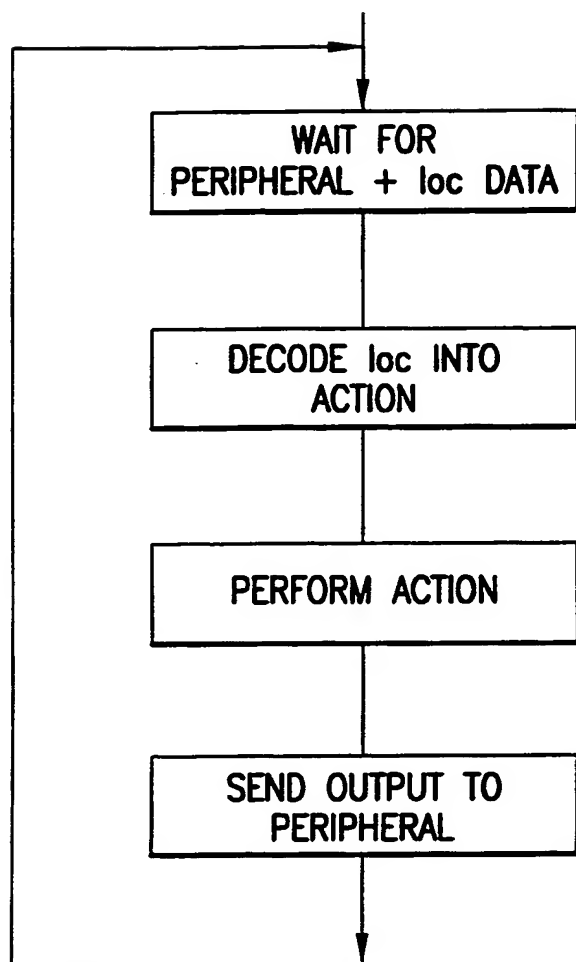 WAIT FOR
PERIPHERAL + loc DATA
DECODE loc INTO
ACTION
PERFORM ACTION
SEND OUTPUT TO
PERIPHERAL